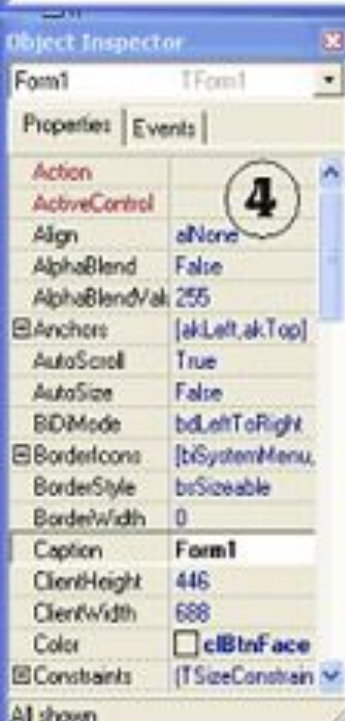 Object Inspector
Form1 TForm1
Properties Events
Action
ActiveControl
4
Align alNone
AlphaBlend False
AlphaBlendVal 255
Anchors [akLeft,akTop]
AutoScroll True
AutoSize False
BiDiMode bdLeftToRight
BorderIcons [biSystemMenu,
BorderStyle bsSizeable
BorderWidth 0
Caption Form1
ClientHeight 446
ClientWidth 688
Color clBtnFace
Constraints (TSizeConstrain
All shown